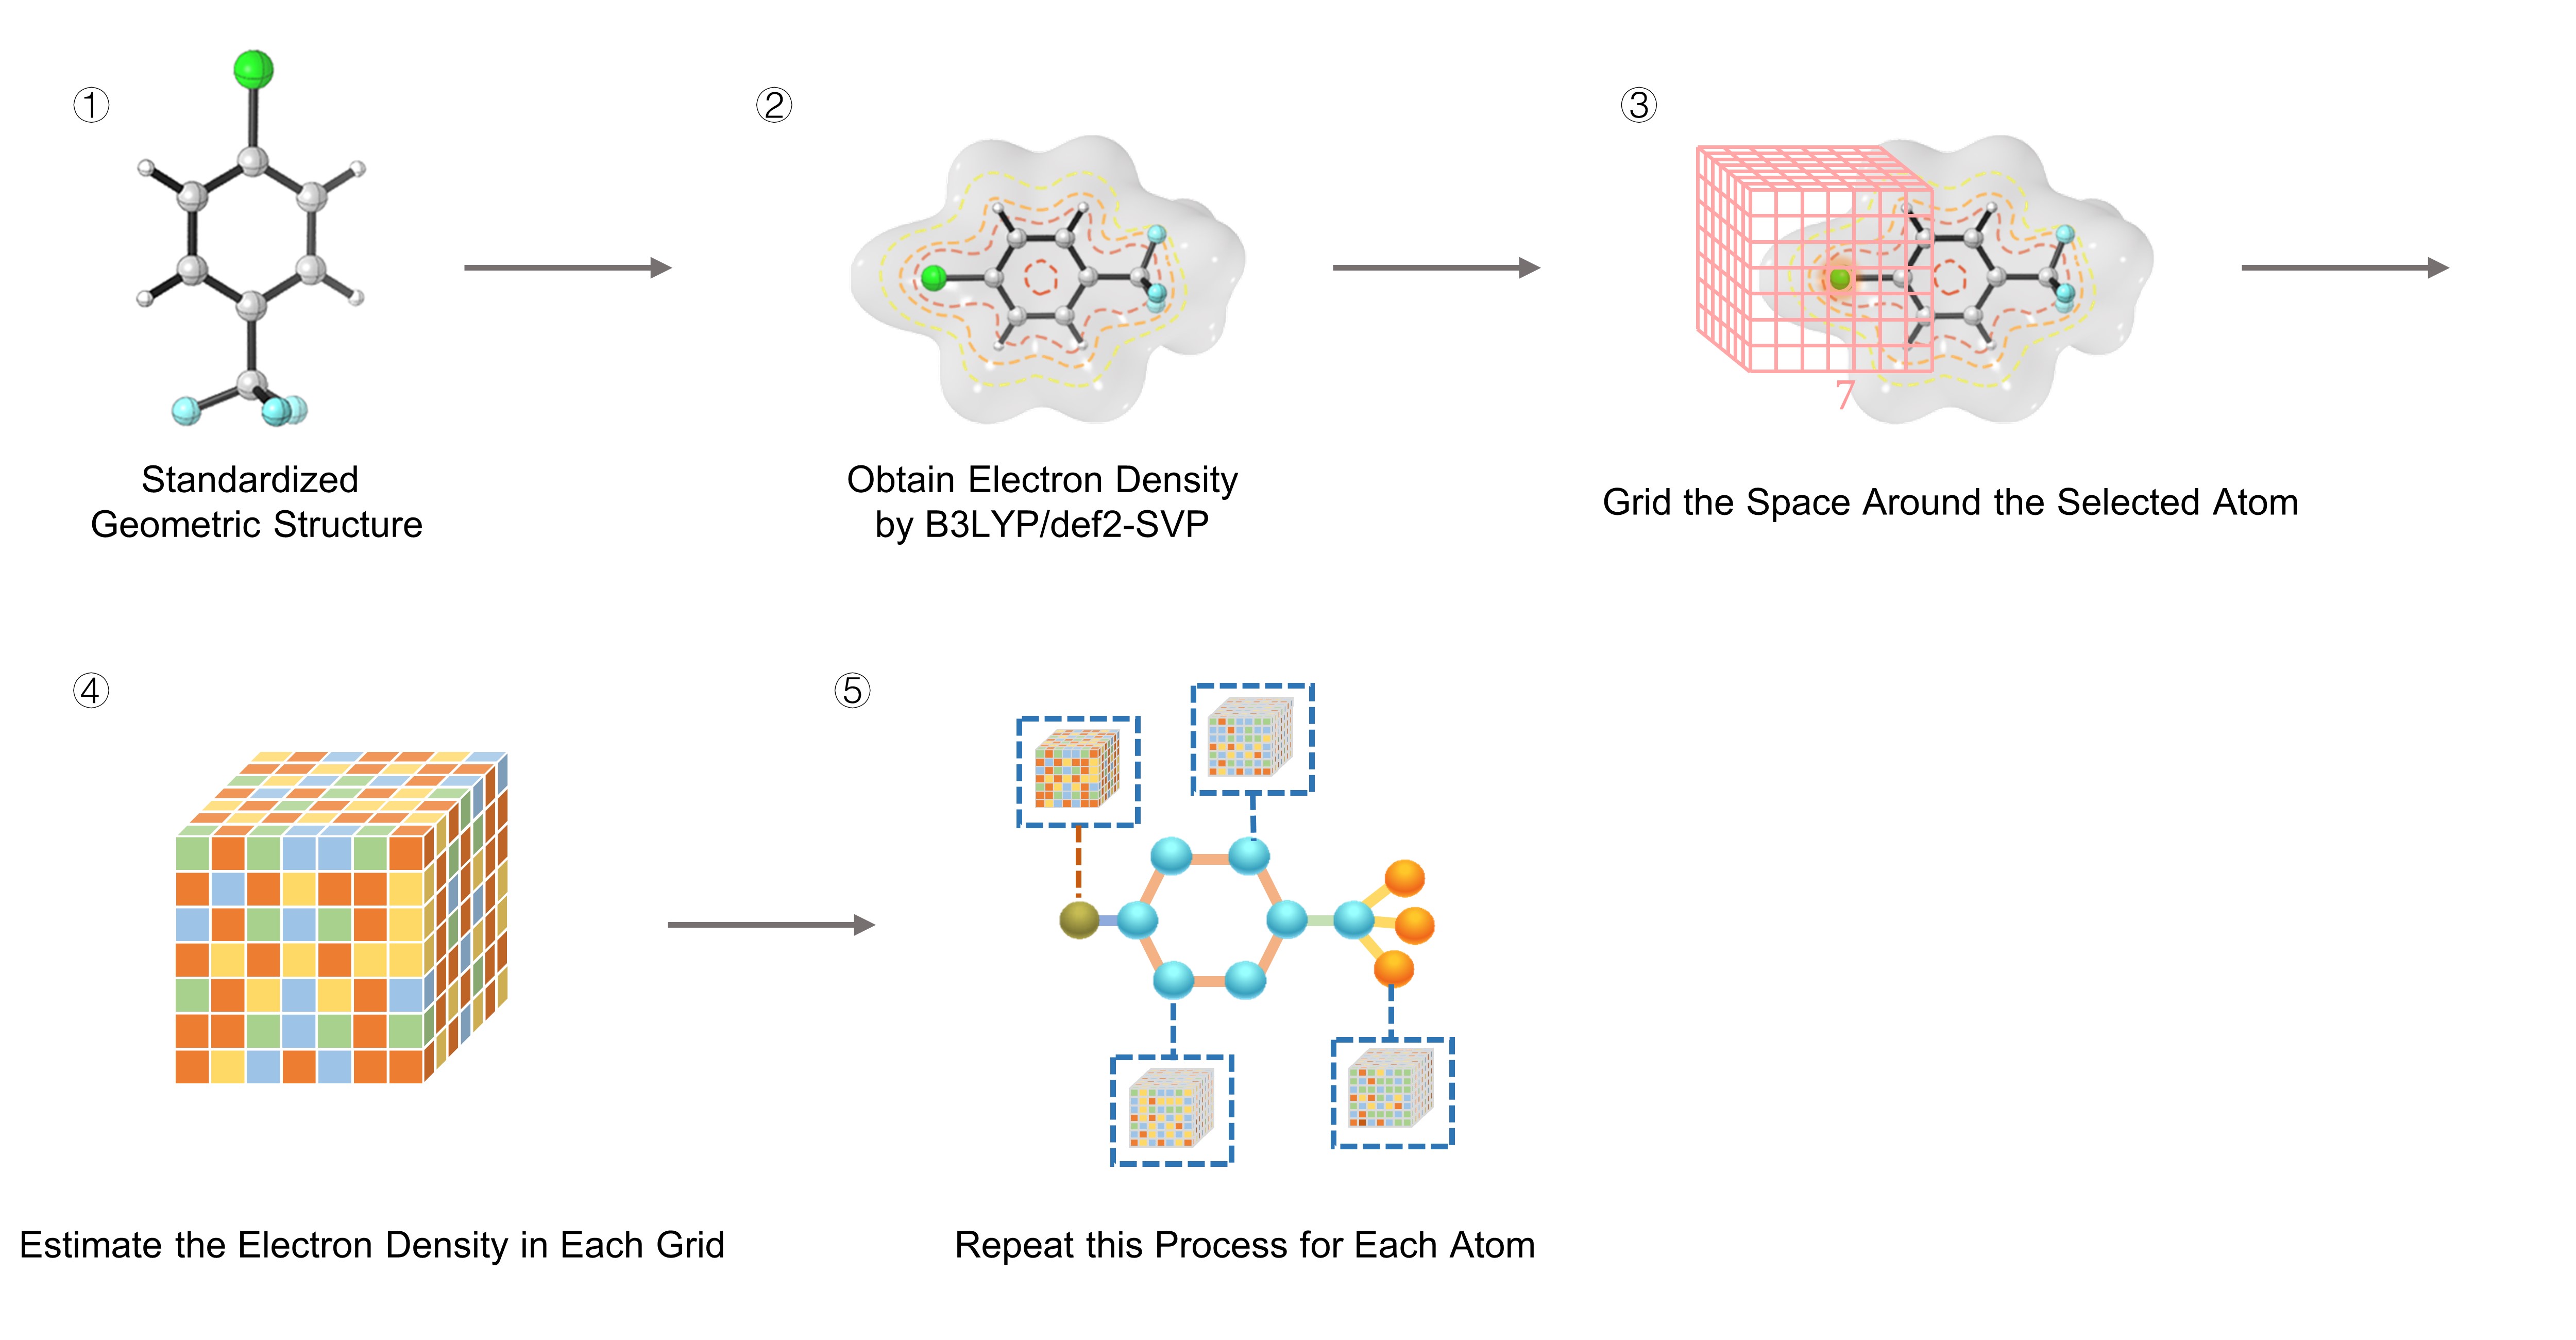 ①
②
③
7
Standardized
Geometric Structure
Obtain Electron Density
by B3LYP/def2-SVP
Grid the Space Around the Selected Atom
④
⑤
Estimate the Electron Density in Each Grid
Repeat this Process for Each Atom